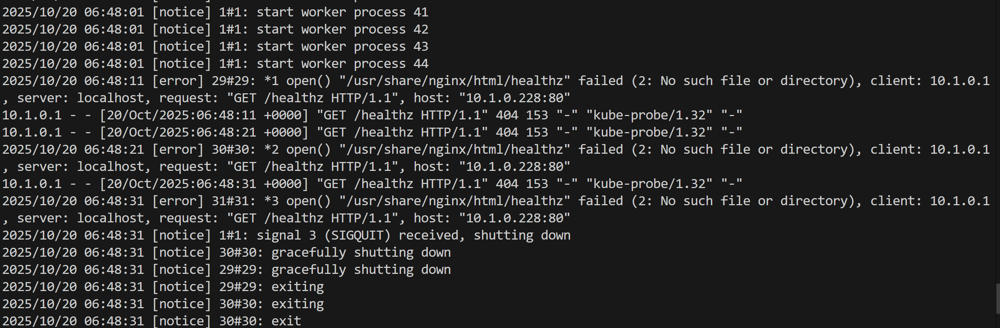 2025/10/20 06:48:01 [notice] 1#1: start worker process 41
2025/10/20 06:48:01 [notice] 1#1: start worker process 42
2025/10/20 06:48:01 [notice] 1#1: start worker process 43
2025/10/20 06:48:01 [notice] 1#1: start worker process 44
2025/10/20 06:48:11 [error] 29#29: *1 open() "/usr/share/nginx/html/healthz" failed (2: No such file or directory), client: 10.1.0.1
, server: localhost, request: "GET /healthz HTTP/1.1", host: "10.1.0.228:80"
10.1.0.1 - - [20/Oct/2025:06:48:11 +0000] "GET /healthz HTTP/1.1" 404 153 "-" "kube-probe/1.32" "-"
10.1.0.1 - - [20/Oct/2025:06:48:21 +0000] "GET /healthz HTTP/1.1" 404 153 "-" "kube-probe/1.32" "-"
2025/10/20 06:48:21 [error] 30#30: *2 open() "/usr/share/nginx/html/healthz" failed (2: No such file or directory), client: 10.1.0.1
, server: localhost, request: "GET /healthz HTTP/1.1", host: "10.1.0.228:80"
10.1.0.1 - - [20/Oct/2025:06:48:31 +0000] "GET /healthz HTTP/1.1" 404 153 "-" "kube-probe/1.32" "-"
2025/10/20 06:48:31 [error] 31#31: *3 open() "/usr/share/nginx/html/healthz" failed (2: No such file or directory), client: 10.1.0.1
, server: localhost, request: "GET /healthz HTTP/1.1", host: "10.1.0.228:80"
2025/10/20 06:48:31 [notice] 1#1: signal 3 (SIGQUIT) received, shutting down
2025/10/20 06:48:31 [notice] 30#30: gracefully shutting down
2025/10/20 06:48:31 [notice] 29#29: gracefully shutting down
2025/10/20 06:48:31 [notice] 29#29: exiting
2025/10/20 06:48:31 [notice] 30#30: exiting
2025/10/20 06:48:31 [notice] 30#30: exit